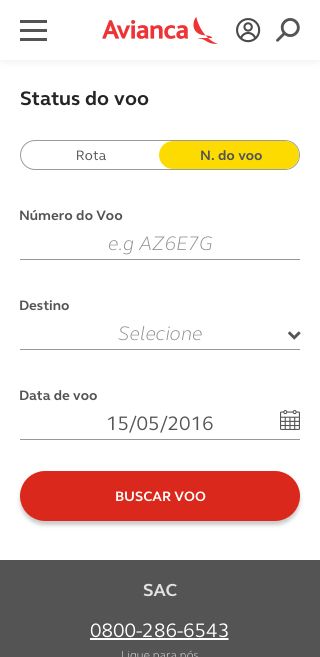 Avianca
Status do voo
Rota
N. do voo
Número do Voo
e.g AZ6E7G
Destino
Selecione
Data de voo
15/05/2016
BUSCAR VOO
SAC
0800-286-6543
Ligue para nós